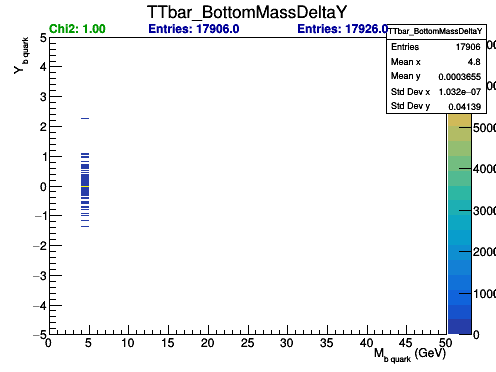 TTbar_BottomMassDeltaY
Chi2: 1.00 Entries: 17906.0 Entries: 17926.0
TTbar_BottomMassDeltaY
Entries 17906
Mean x 4.8
Mean y 0.0003655
Std Dev x 1.032e-07
Std Dev y 0.04139
Y b quark
5
4
3
2
1
0
−1
−2
−3
−4
−5
0 5 10 15 20 25 30 35 40 45 50
M b quark (GeV)
5000
4000
3000
2000
1000
0